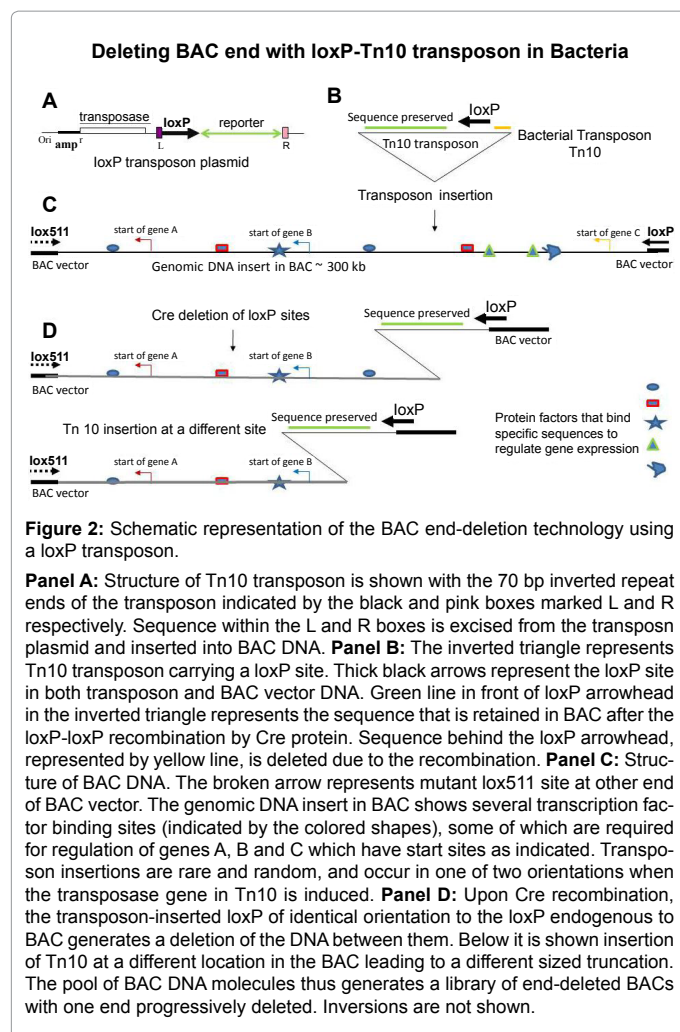 Deleting BAC end with loxP-Tn10 transposon in Bacteria
A
transposase
loxP
reporter
Ori
amp r
L
R
loxP transposon plasmid
B
Sequence preserved
loxP
Tn10 transposon
Bacterial Transposon
Tn10
Transposon insertion
C
lox511
start of gene A
start of gene B
start of gene C
loxP
BAC vector
Genomic DNA insert in BAC ~ 300 kb
BAC vector
D
Cre deletion of loxP sites
Sequence preserved
loxP
BAC vector
lox511
start of gene A
start of gene B
BAC vector
Tn 10 insertion at a different site
Sequence preserved
loxP
BAC vector
lox511
start of gene A
start of gene B
BAC vector
Protein factors that bind
specific sequences to
regulate gene expression
Figure 2: Schematic representation of the BAC end-deletion technology using
a loxP transposon.
Panel A: Structure of Tn10 transposon is shown with the 70 bp inverted repeat
ends of the transposon indicated by the black and pink boxes marked L and R
respectively. Sequence within the L and R boxes is excised from the transposn
plasmid and inserted into BAC DNA. Panel B: The inverted triangle represents
Tn10 transposon carrying a loxP site. Thick black arrows represent the loxP site
in both transposon and BAC vector DNA. Green line in front of loxP arrowhead
in the inverted triangle represents the sequence that is retained in BAC after the
loxP-loxP recombination by Cre protein. Sequence behind the loxP arrowhead,
represented by yellow line, is deleted due to the recombination. Panel C: Struc-
ture of BAC DNA. The broken arrow represents mutant lox511 site at other end
of BAC vector. The genomic DNA insert in BAC shows several transcription fac-
tor binding sites (indicated by the colored shapes), some of which are required
for regulation of genes A, B and C which have start sites as indicated. Transpo-
son insertions are rare and random, and occur in one of two orientations when
the transposase gene in Tn10 is induced. Panel D: Upon Cre recombination,
the transposon-inserted loxP of identical orientation to the loxP endogenous to
BAC generates a deletion of the DNA between them. Below it is shown insertion
of Tn10 at a different location in the BAC leading to a different sized truncation.
The pool of BAC DNA molecules thus generates a library of end-deleted BACs
with one end progressively deleted. Inversions are not shown.